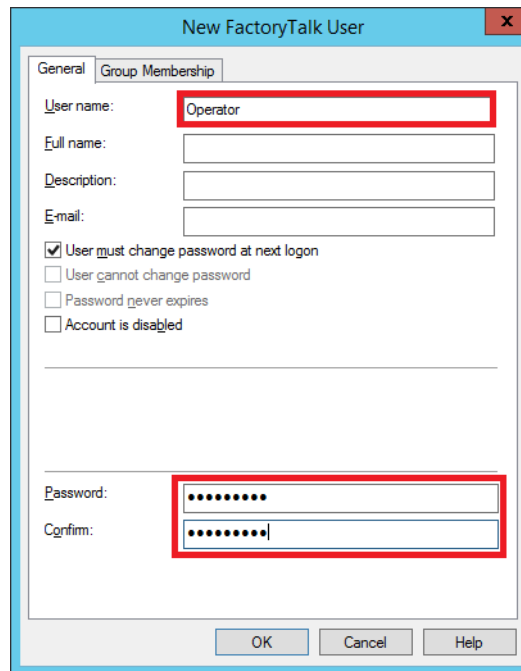 New FactoryTalk User
x
General Group Membership
User name: Operator
Full name:
Description:
E-mail:
User must change password at next logon
User cannot change password
Password never expires
Account is disabled
Password: •••••••••
Confirm: •••••••••
OK Cancel Help